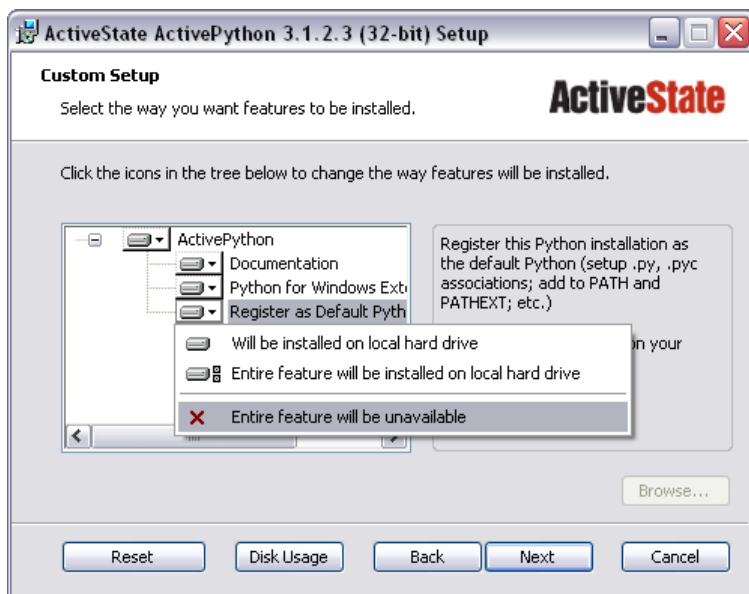 ActiveState ActivePython 3.1.2.3 (32-bit) Setup
Custom Setup
Select the way you want features to be installed.
ActiveState
Click the icons in the tree below to change the way features will be installed.
ActivePython
Documentation
Python for Windows Exte
Register as Default Pyth
Register this Python installation as
the default Python (setup .py, .pyc
associations; add to PATH and
PATHEXT; etc.)
on your
Will be installed on local hard drive
Entire feature will be installed on local hard drive
Entire feature will be unavailable
Browse...
Reset
Disk Usage
Back
Next
Cancel